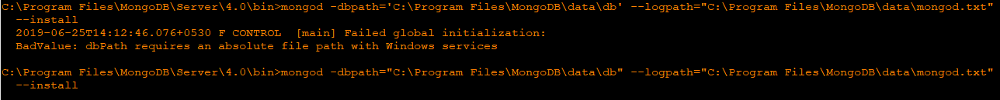 C:\Program Files\MongoDB\Server\4.0\bin>mongod -dbpath='C:\Program Files\MongoDB\data\db' --logpath="C:\Program Files\MongoDB\data\mongod.txt"
--install
2019-06-25T14:12:46.076+0530 F CONTROL  [main] Failed global initialization:
BadValue: dbPath requires an absolute file path with Windows services
C:\Program Files\MongoDB\Server\4.0\bin>mongod -dbpath="C:\Program Files\MongoDB\data\db" --logpath="C:\Program Files\MongoDB\data\mongod.txt"
--install